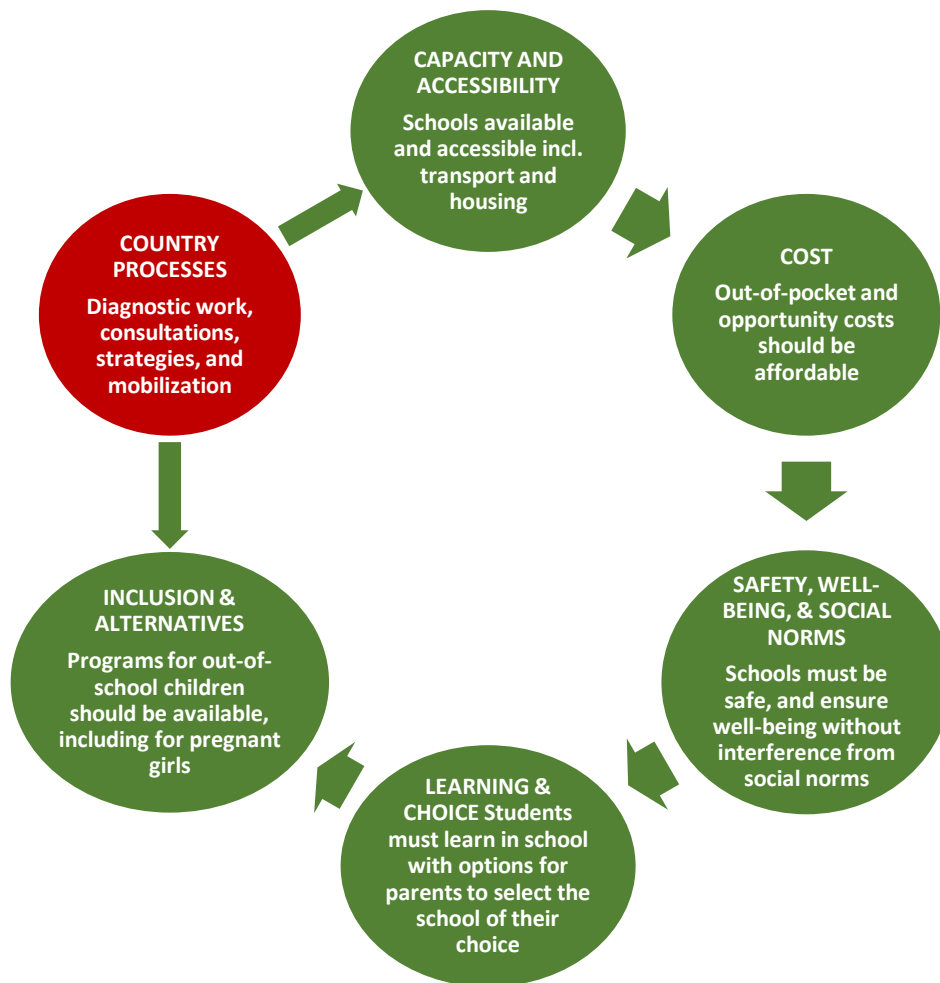 CAPACITY AND
ACCESSIBILITY
Schools available
and accessible incl.
transport and
housing
COUNTRY
PROCESSES
Diagnostic work,
consultations,
strategies, and
mobilization
COST
Out-of-pocket and
opportunity costs
should be
affordable
INCLUSION &
ALTERNATIVES
Programs for out-of-
school children
should be available,
including for pregnant
girls
SAFETY, WELL-
BEING, & SOCIAL
NORMS
Schools must be
safe, and ensure
well-being without
interference from
social norms
LEARNING &
CHOICE Students
must learn in school
with options for
parents to select the
school of their
choice